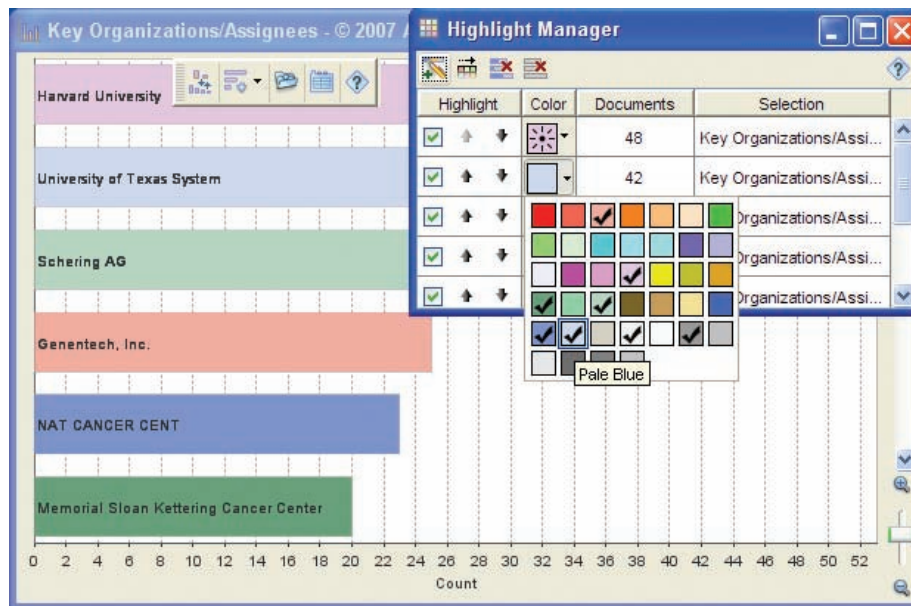 Key Organizations/Assignees - © 2007
Highlight Manager
Highlight Color Documents Selection
48 Key Organizations/Assi...
42 Key Organizations/Assi...
Organizations/Assi...
Organizations/Assi...
Organizations/Assi...
Pale Blue
Harvard University
University of Texas System
Schering AG
Genentech, Inc.
NAT CANCER CENT
Memorial Sloan Kettering Cancer Center
0 2 4 6 8 10 12 14 16 18 20 22 24 26 28 30 32 34 36 38 40 42 44 46 48 50 52
Count